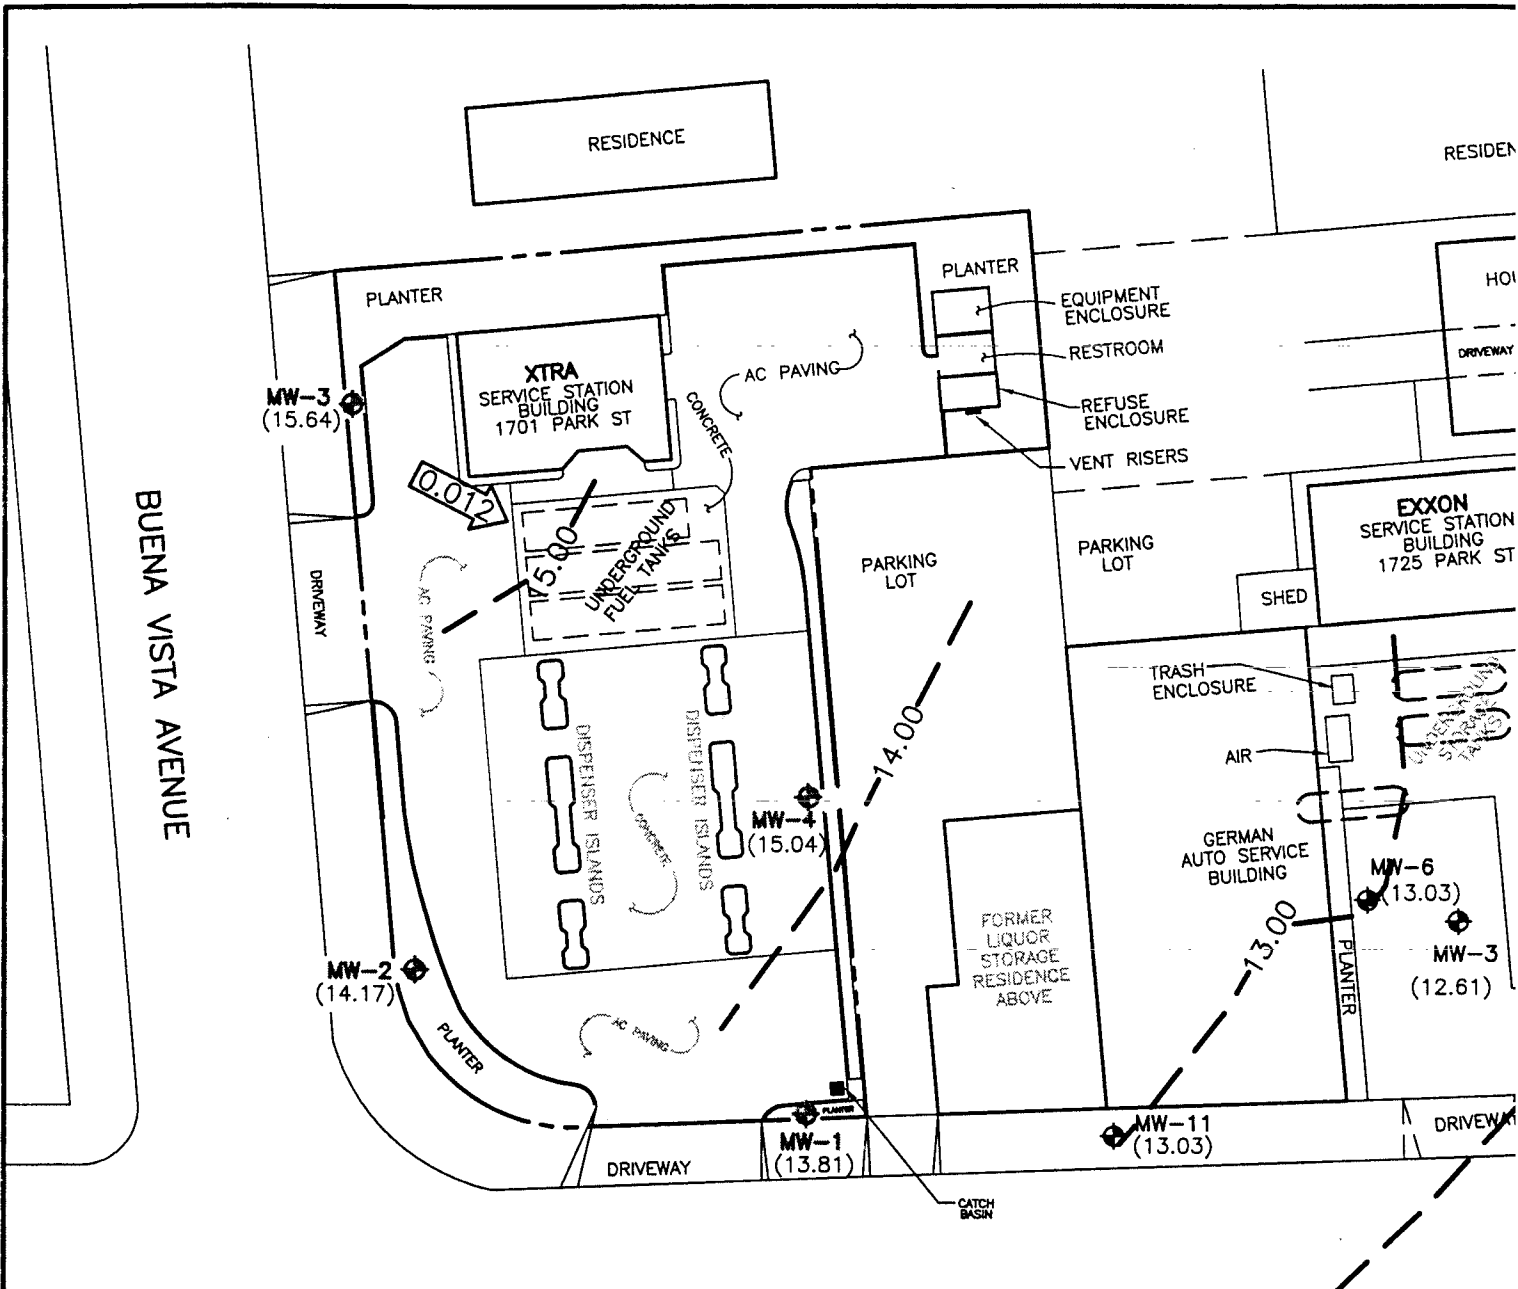 RESIDENCE
RESIDEN
PLANTER
PLANTER
EQUIPMENT
ENCLOSURE
HOU
RESTROOM
DRIVEWAY
AC PAVING
XTRA
SERVICE STATION
BUILDING
1701 PARK ST
MW-3
(15.64)
CONCRETE
REFUSE
ENCLOSURE
VENT RISERS
0.012
BUENA VISTA AVENUE
15.00
UNDERGROUND
FUEL TANKS
EXXON
SERVICE STATION
BUILDING
1725 PARK ST
PARKING
LOT
PARKING
LOT
DRIVEWAY
AC PAVING
SHED
TRASH
ENCLOSURE
UNDERGROUND
STORAGE
TANKS
AIR
14.00
DISPENSER ISLANDS
DISPENSER ISLANDS
CONCRETE
MW-4
(15.04)
GERMAN
AUTO SERVICE
BUILDING
MW-6
(13.03)
FORMER
LIQUOR
STORAGE
RESIDENCE
ABOVE
13.00
PLANTER
MW-3
(12.61)
MW-2
(14.17)
PLANTER
AC PAVING
PLANTER
MW-1
(13.81)
MW-11
(13.03)
DRIVEWAY
DRIVEWAY
CATCH
BASIN